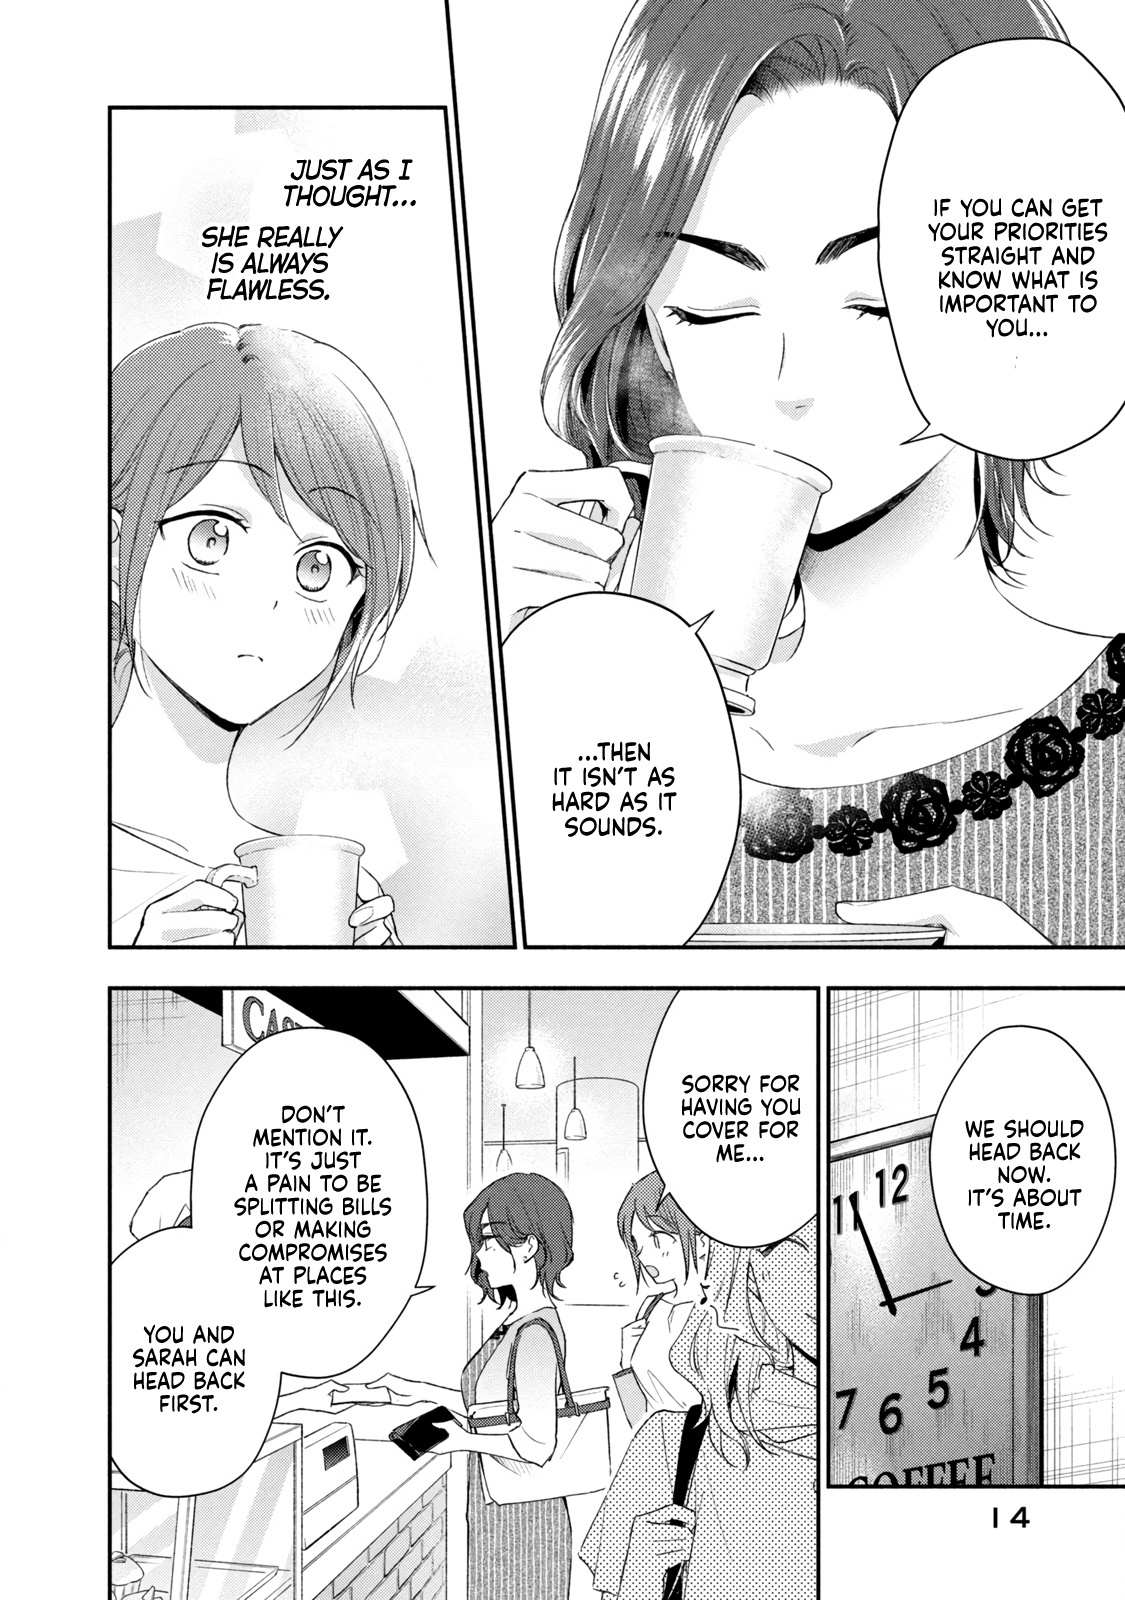 IF YOU CAN GET
YOUR PRIORITIES
STRAIGHT AND
KNOW WHAT IS
IMPORTANT TO
YOU...
...THEN
IT ISN'T AS
HARD AS IT
SOUNDS.
JUST AS I
THOUGHT...
SHE REALLY
IS ALWAYS
FLAWLESS.
WE SHOULD
HEAD BACK
NOW.
IT'S ABOUT
TIME.
11 12
3
4
5
6
7
COFFEE
SORRY FOR
HAVING YOU
COVER FOR
ME...
CAS
DON'T
MENTION IT.
IT'S JUST
A PAIN TO BE
SPLITTING BILLS
OR MAKING
COMPROMISES
AT PLACES
LIKE THIS.
YOU AND
SARAH CAN
HEAD BACK
FIRST.
14